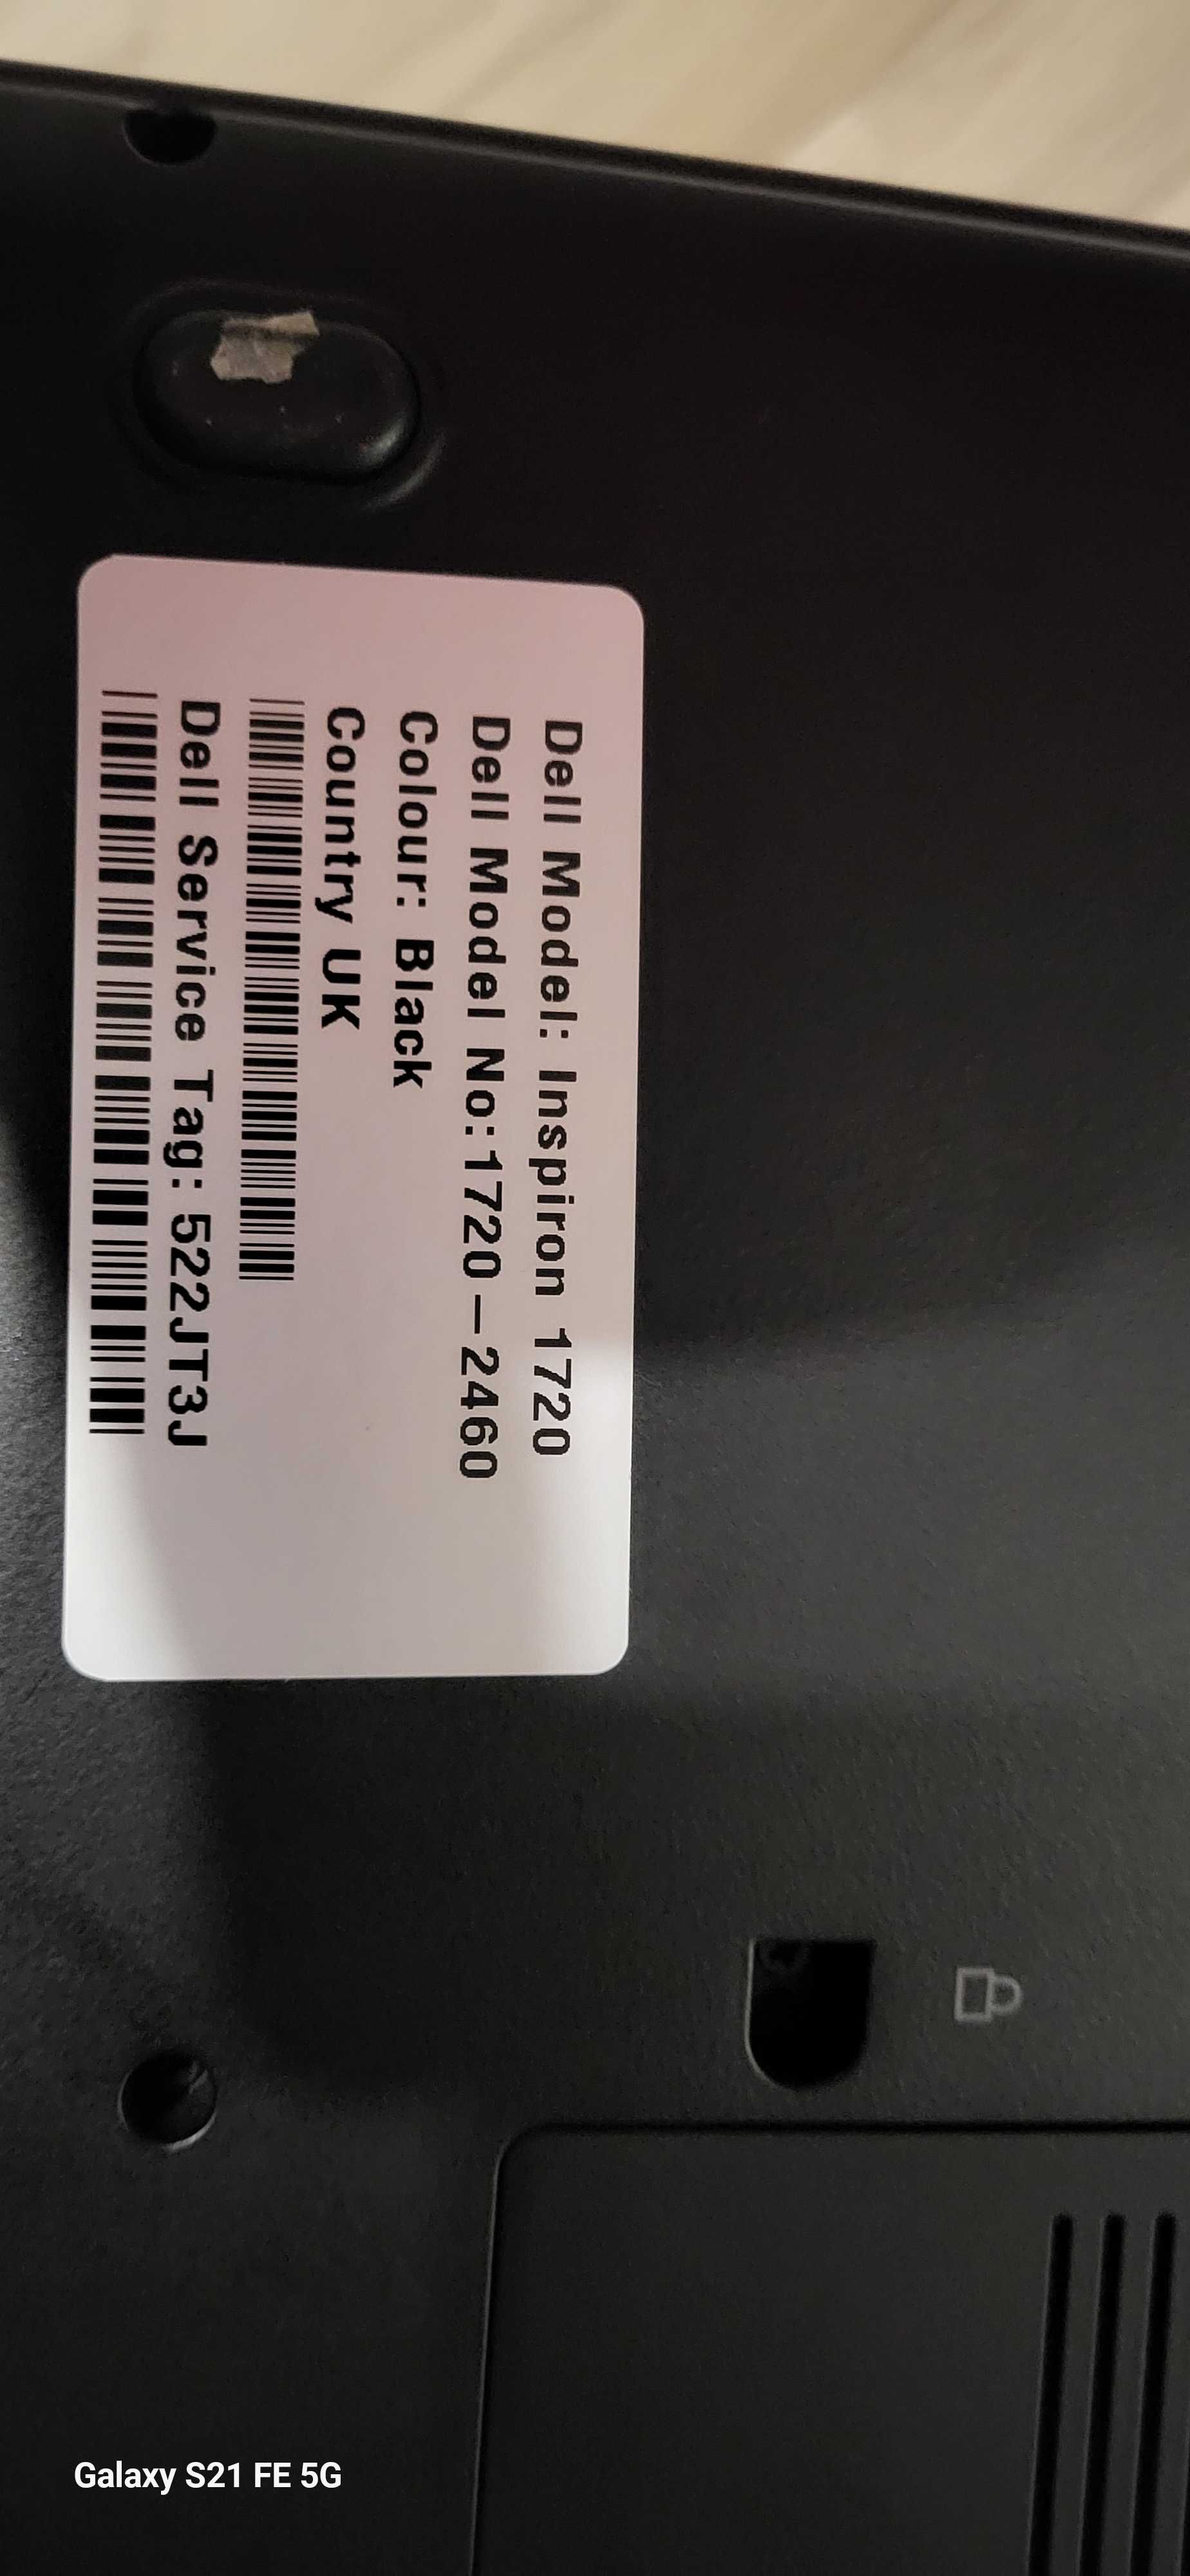 Dell Model: Inspiron 1720
Dell Model No:1720-2460
Colour: Black
Country UK
Dell Service Tag: 522JT3J
Galaxy S21 FE 5G